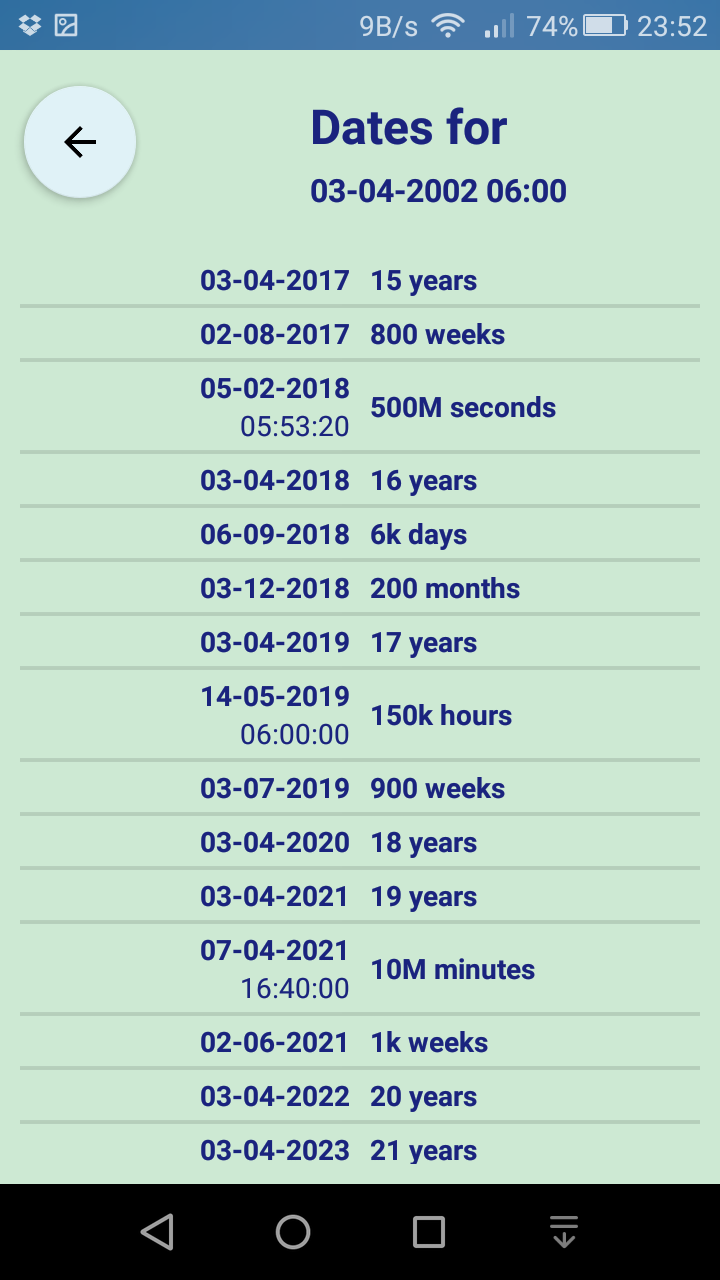 9B/s 74% 23:52
Dates for
03-04-2002 06:00
03-04-2017 15 years
02-08-2017 800 weeks
05-02-2018
05:53:20
500M seconds
03-04-2018 16 years
06-09-2018 6k days
03-12-2018 200 months
03-04-2019 17 years
14-05-2019
06:00:00
150k hours
03-07-2019 900 weeks
03-04-2020 18 years
03-04-2021 19 years
07-04-2021
16:40:00
10M minutes
02-06-2021 1k weeks
03-04-2022 20 years
03-04-2023 21 years